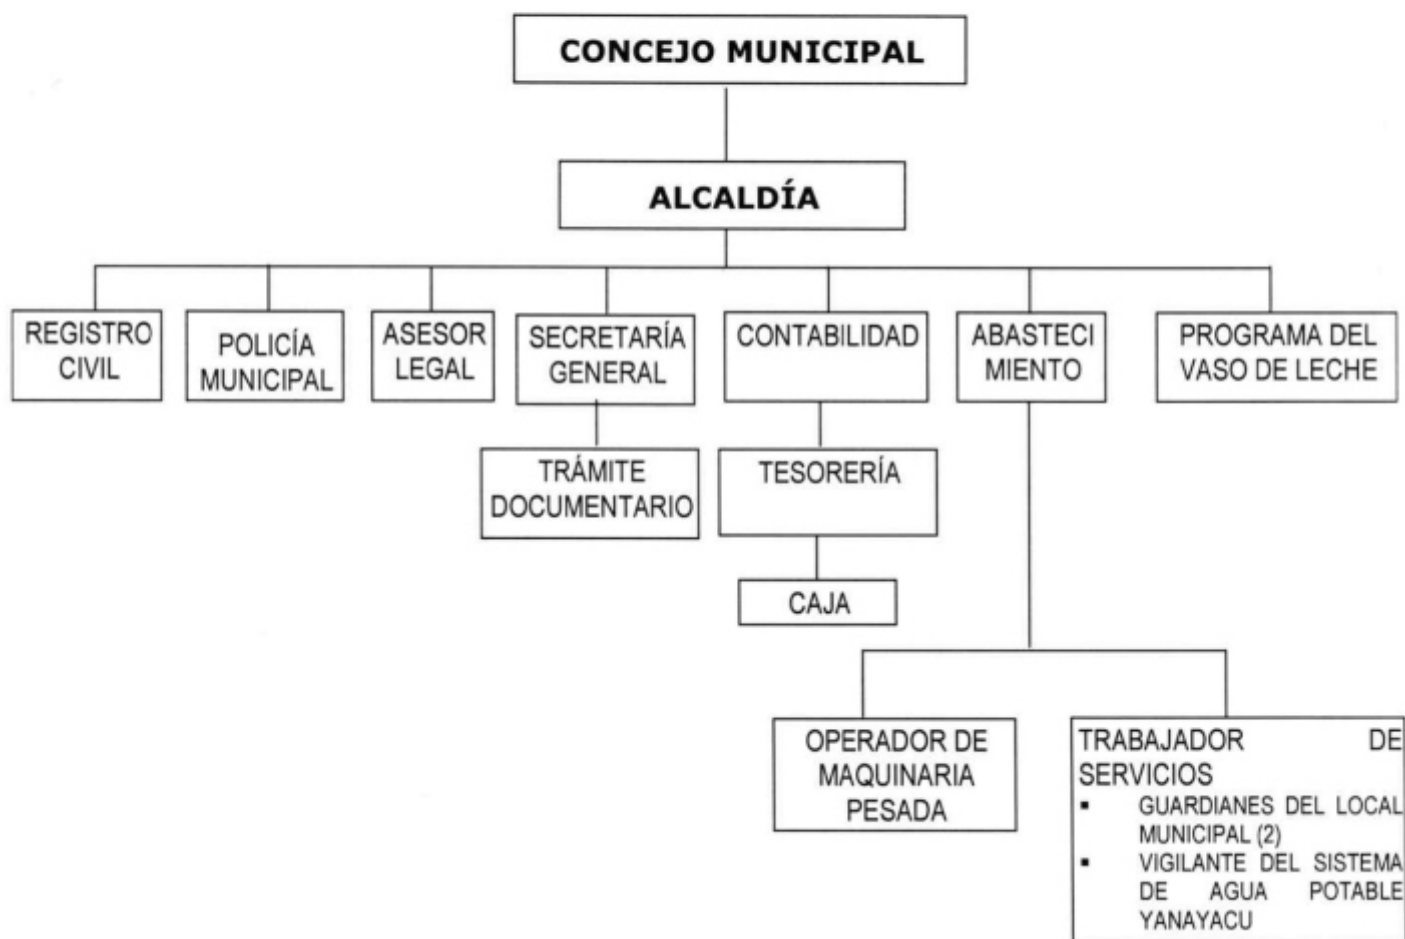 CONCEJO MUNICIPAL
ALCALDÍA
REGISTRO
CIVIL
POLICÍA
MUNICIPAL
ASESOR
LEGAL
SECRETARÍA
GENERAL
CONTABILIDAD
ABASTECI
MIENTO
PROGRAMA DEL
VASO DE LECHE
TRÁMITE
DOCUMENTARIO
TESORERÍA
CAJA
OPERADOR DE
MAQUINARIA
PESADA
TRABAJADOR DE
SERVICIOS
▪ GUARDIANES DEL LOCAL
MUNICIPAL (2)
▪ VIGILANTE DEL SISTEMA
DE AGUA POTABLE
YANAYACU